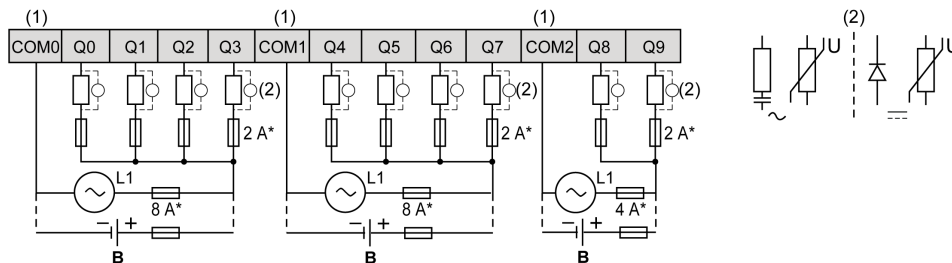 (1) (1) (1) (2)
COM0 Q0 Q1 Q2 Q3 COM1 Q4 Q5 Q6 Q7 COM2 Q8 Q9
U U
(2) (2) (2)
2 A* 2 A* 2 A*
L1 L1 L1
8 A* 8 A* 4 A*
− + − + − +
B B B